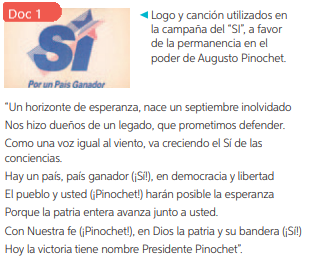 Doc 1
Sí
Por un País Ganador
◄ Logo y canción utilizados en
la campaña del "SI", a favor
de la permanencia en el
poder de Augusto Pinochet.
"Un horizonte de esperanza, nace un septiembre inolvidado
Nos hizo dueños de un legado, que prometimos defender.
Como una voz igual al viento, va creciendo el Sí de las
conciencias.
Hay un país, país ganador (¡Sí!), en democracia y libertad
El pueblo y usted (¡Pinochet!) harán posible la esperanza
Porque la patria entera avanza junto a usted.
Con Nuestra fe (¡Pinochet!), en Dios la patria y su bandera (¡Sí!)
Hoy la victoria tiene nombre Presidente Pinochet".